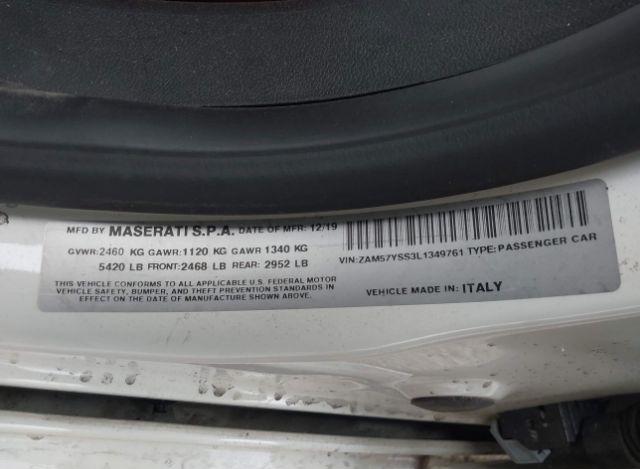 MFD BY MASERATI S.P.A. DATE OF MFR: 12/19
GVWR:2460 KG GAWR:1120 KG GAWR 1340 KG
5420 LB FRONT:2468 LB REAR: 2952 LB
THIS VEHICLE CONFORMS TO ALL APPLICABLE U.S. FEDERAL MOTOR
VEHICLE SAFETY, BUMPER, AND THEFT PREVENTION STANDARDS IN
EFFECT ON THE DATE OF MANUFACTURE SHOWN ABOVE.
VIN:ZAM57YSS3L1349761 TYPE:PASSENGER CAR
VEHICLE MADE IN: ITALY